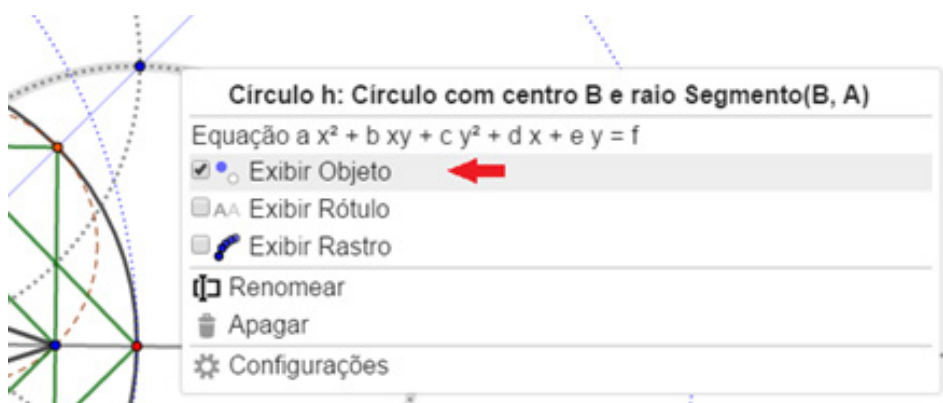 Círculo h: Círculo com centro B e raio Segmento(B, A)
Equação a x² + b xy + c y² + d x + e y = f
Exibir Objeto
AA Exibir Rótulo
Exibir Rastro
Renomear
Apagar
Configurações